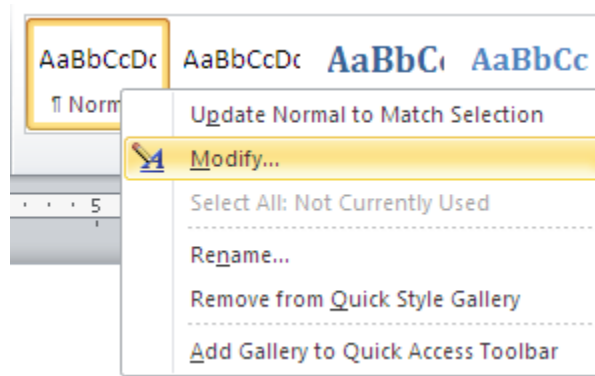 AaBbCcDc AaBbCcDc AaBbC AaBbCc
¶ Norm
Update Normal to Match Selection
Modify...
5
Select All: Not Currently Used
Rename...
Remove from Quick Style Gallery
Add Gallery to Quick Access Toolbar